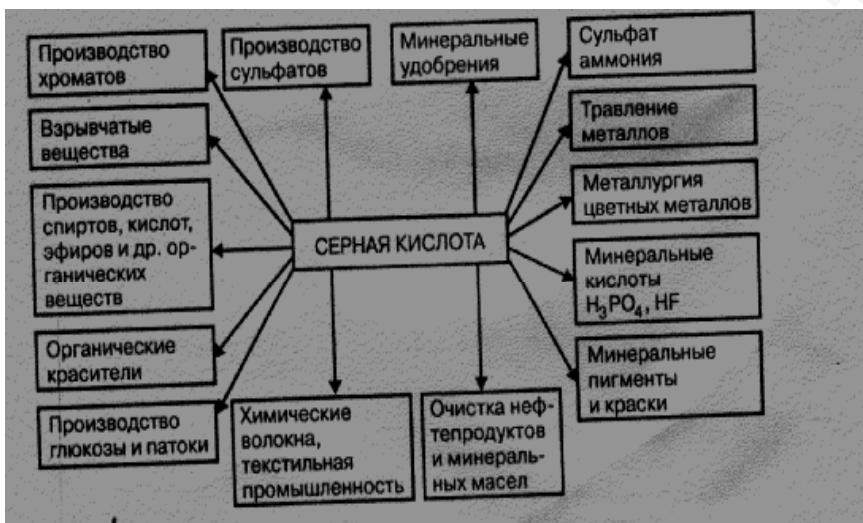 Производство
хроматов
Производство
сульфатов
Минеральные
удобрения
Сульфат
аммония
Взрывчатые
вещества
Травление
металлов
Производство
спиртов, кислот,
эфиров и др. ор-
ганических
веществ
СЕРНАЯ КИСЛОТА
Металлургия
цветных металлов
Минеральные
кислоты
H₃PO₄, HF
Органические
красители
Минеральные
пигменты
и краски
Производство
глюкозы и патоки
Химические
волокна,
текстильная
промышленность
Очистка неф-
тепродуктов
и минераль-
ных масел